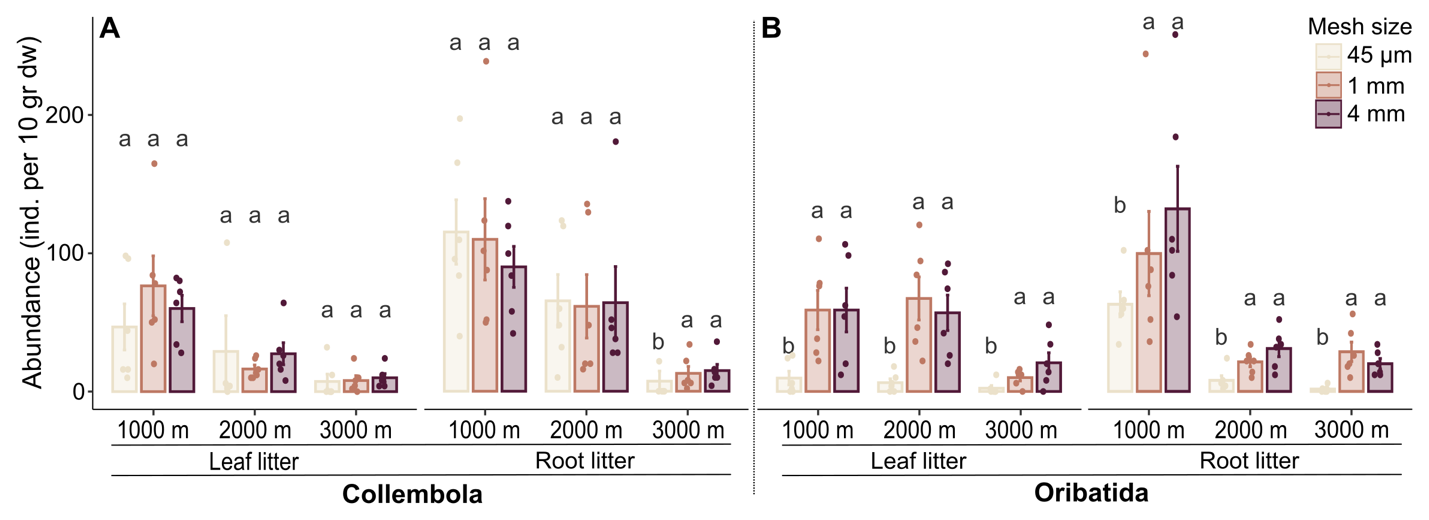 A
B
Mesh size
45 µm
1 mm
4 mm
Abundance (ind. per 10 gr dw)
200
100
0
a a a
a a a
a a a
a a a
a a a
b a a
b a a
b a a
b a a
b a a
b a a
b a a
1000 m 2000 m 3000 m 1000 m 2000 m 3000 m 1000 m 2000 m 3000 m 1000 m 2000 m 3000 m
Leaf litter Root litter Leaf litter Root litter
Collembola Oribatida